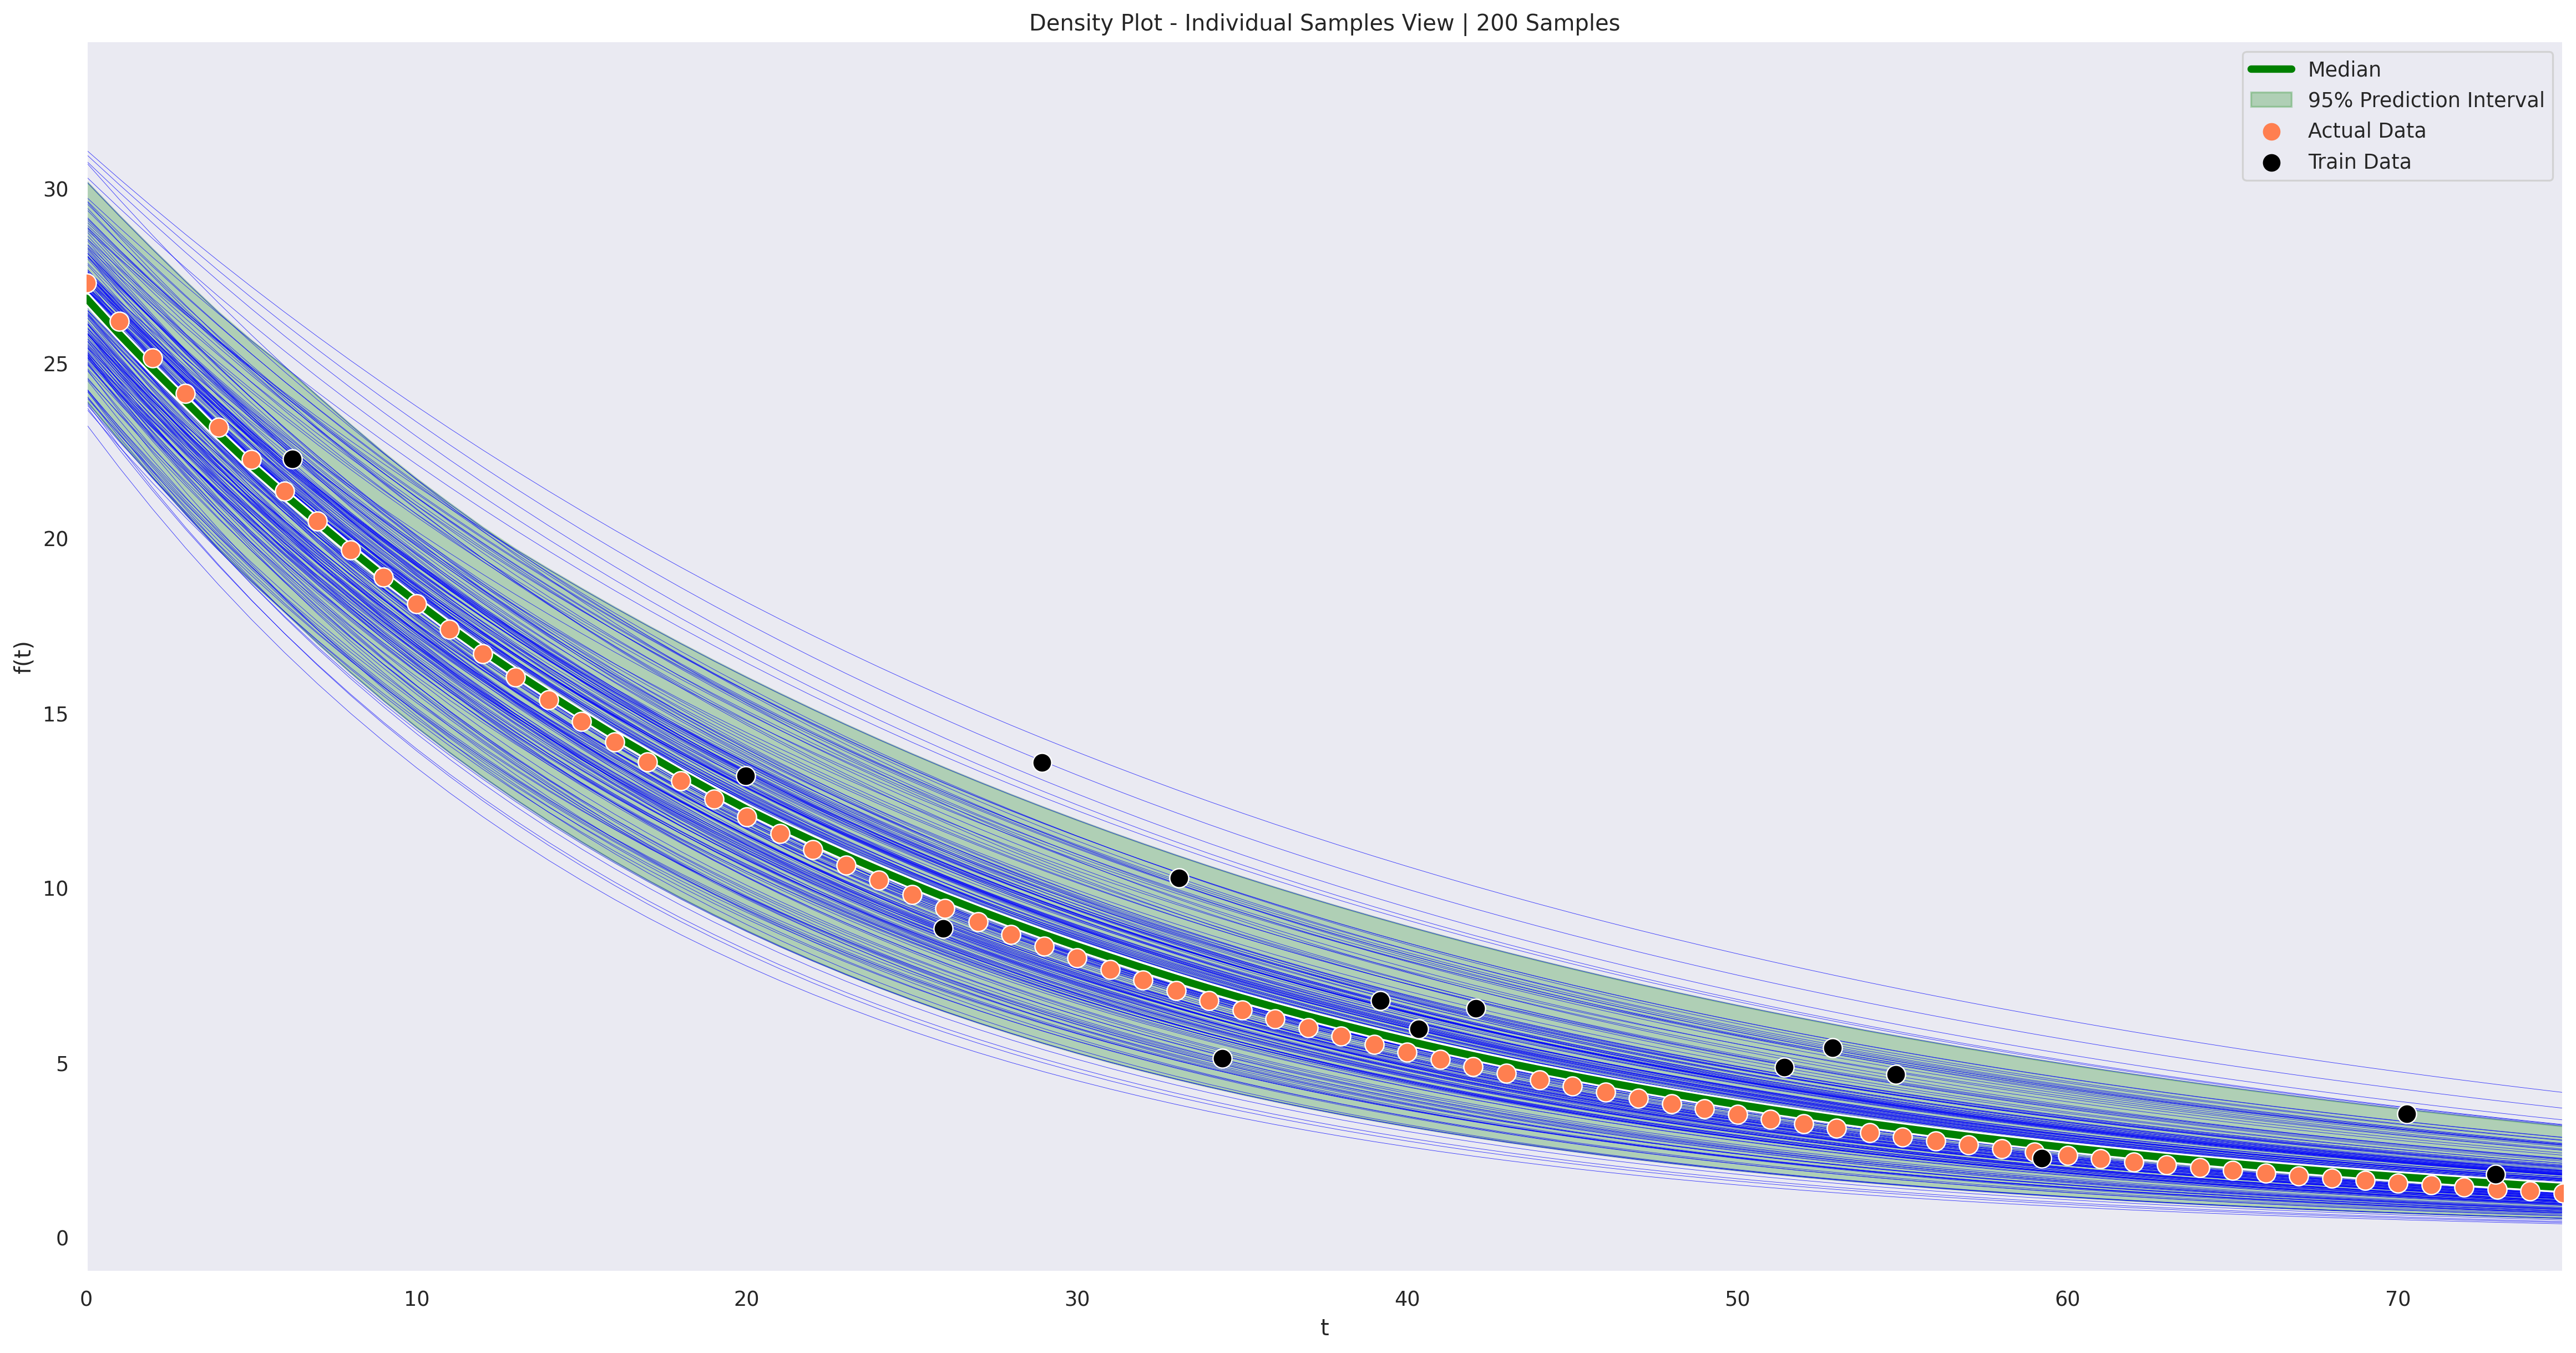 Density Plot - Individual Samples View | 200 Samples
Median
95% Prediction Interval
Actual Data
Train Data
f(t)
30
25
20
15
10
5
0
0 10 20 30 40 50 60 70
t